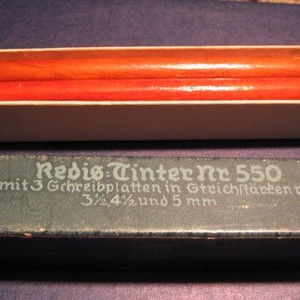 Redis-Tinter Nr 550
mit 3 Schreibplatten in Strichstärken
3½, 4½ und 5 mm